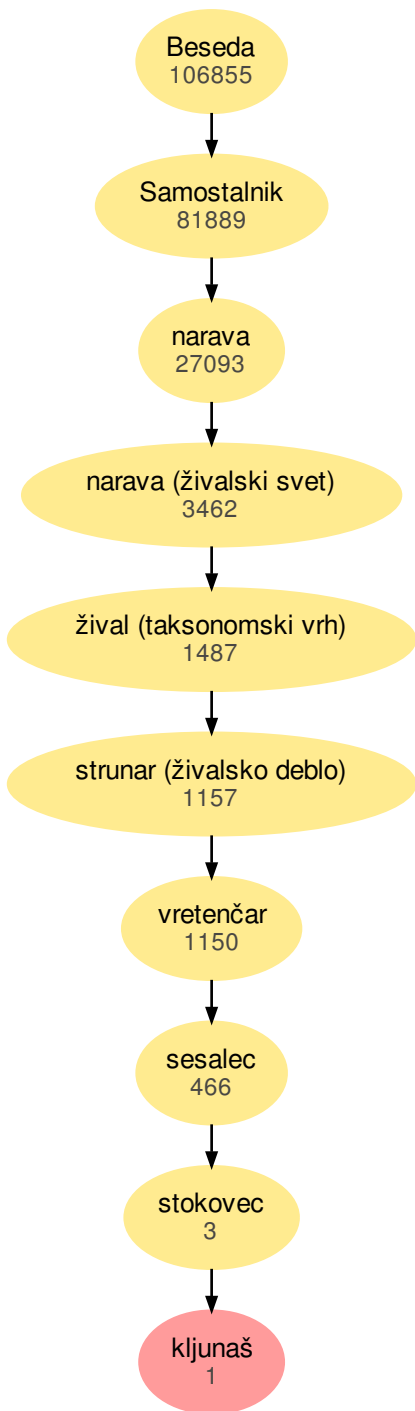 Beseda
106855
Samostalnik
81889
narava
27093
narava (živalski svet)
3462
žival (taksonomski vrh)
1487
strunar (živalsko deblo)
1157
vretenčar
1150
sesalec
466
stokovec
3
kljunaš
1